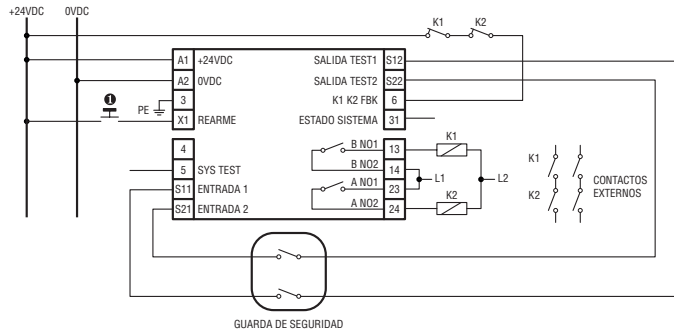 +24VDC 0VDC
K1 K2
A1 +24VDC SALIDA TEST1 S12
A2 0VDC SALIDA TEST2 S22
1
3 PE K1 K2 FBK 6
X1 REARME ESTADO SISTEMA 31
4 B NO1 13 K1
5 SYS TEST B NO2 14 L1 L2
S11 ENTRADA 1 A NO1 23
S21 ENTRADA 2 A NO2 24 K2
K1
K2
CONTACTOS
EXTERNOS
GUARDA DE SEGURIDAD